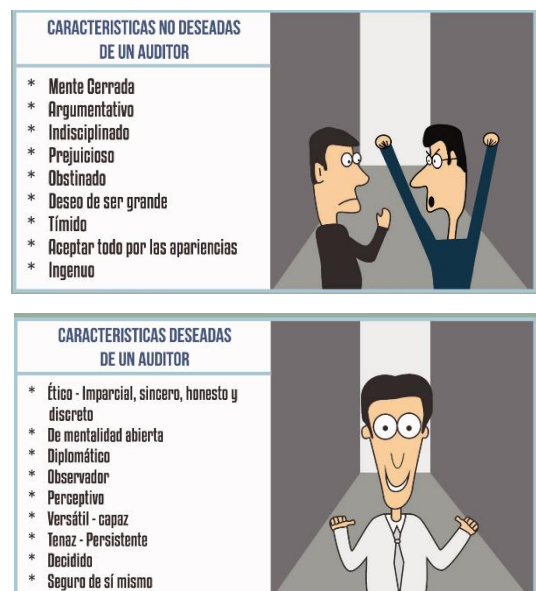 CARACTERISTICAS NO DESEADAS
DE UN AUDITOR
* Mente Cerrada
* Argumentativo
* Indisciplinado
* Prejuicioso
* Obstinado
* Deseo de ser grande
* Tímido
* Aceptar todo por las apariencias
* Ingenuo
CARACTERISTICAS DESEADAS
DE UN AUDITOR
* Ético - Imparcial, sincero, honesto y
discreto
* De mentalidad abierta
* Diplomático
* Observador
* Perceptivo
* Versátil - capaz
* Tenaz - Persistente
* Decidido
* Seguro de sí mismo